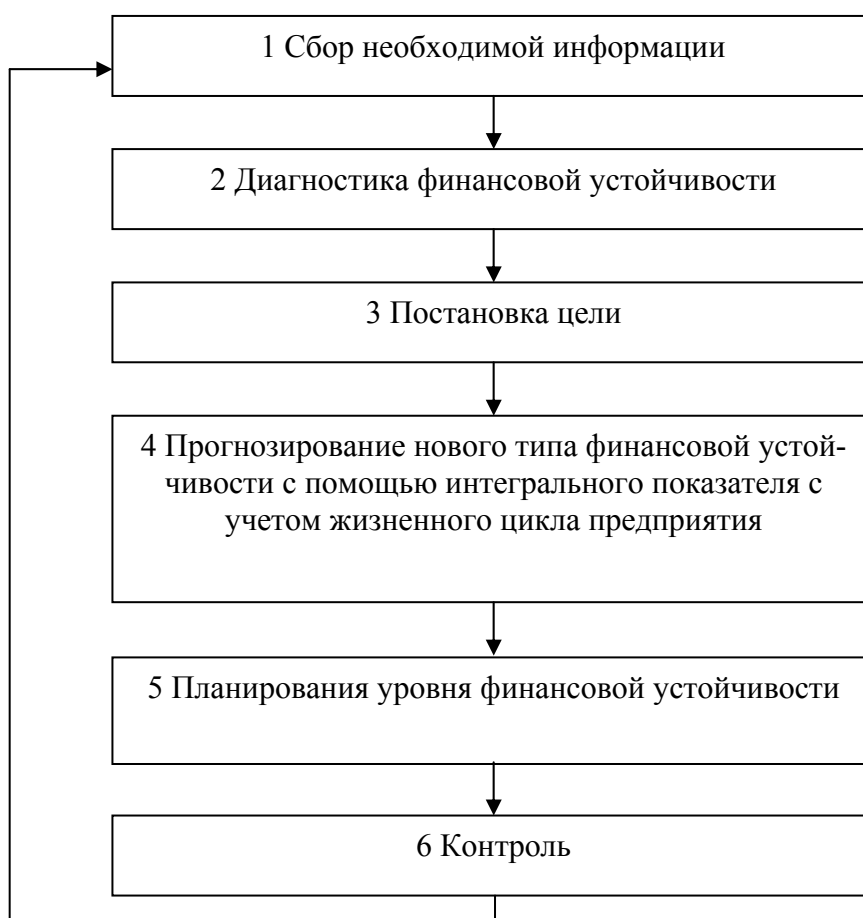 1 Сбор необходимой информации
2 Диагностика финансовой устойчивости
3 Постановка цели
4 Прогнозирование нового типа финансовой устой-
чивости с помощью интегрального показателя с
учетом жизненного цикла предприятия
5 Планирования уровня финансовой устойчивости
6 Контроль